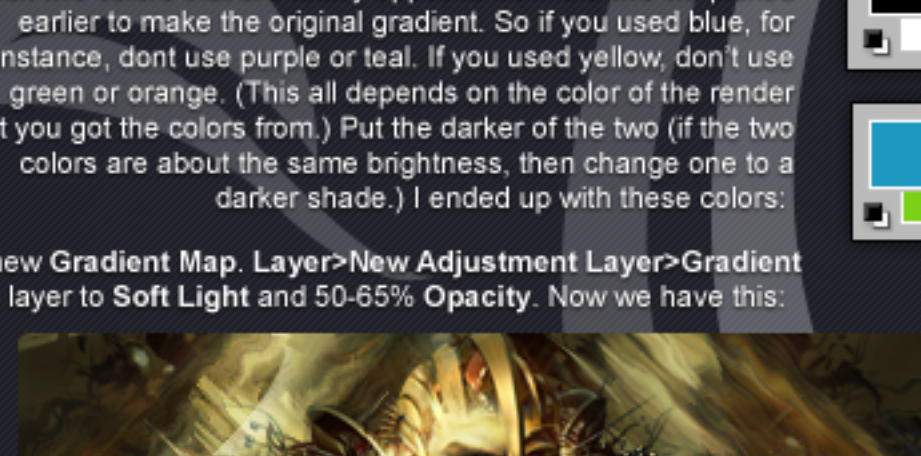 earlier to make the original gradient. So if you used blue, for
nstance, dont use purple or teal. If you used yellow, don't use
green or orange. (This all depends on the color of the render
t you got the colors from.) Put the darker of the two (if the two
colors are about the same brightness, then change one to a
darker shade.) I ended up with these colors:
new Gradient Map. Layer>New Adjustment Layer>Gradient
layer to Soft Light and 50-65% Opacity. Now we have this: